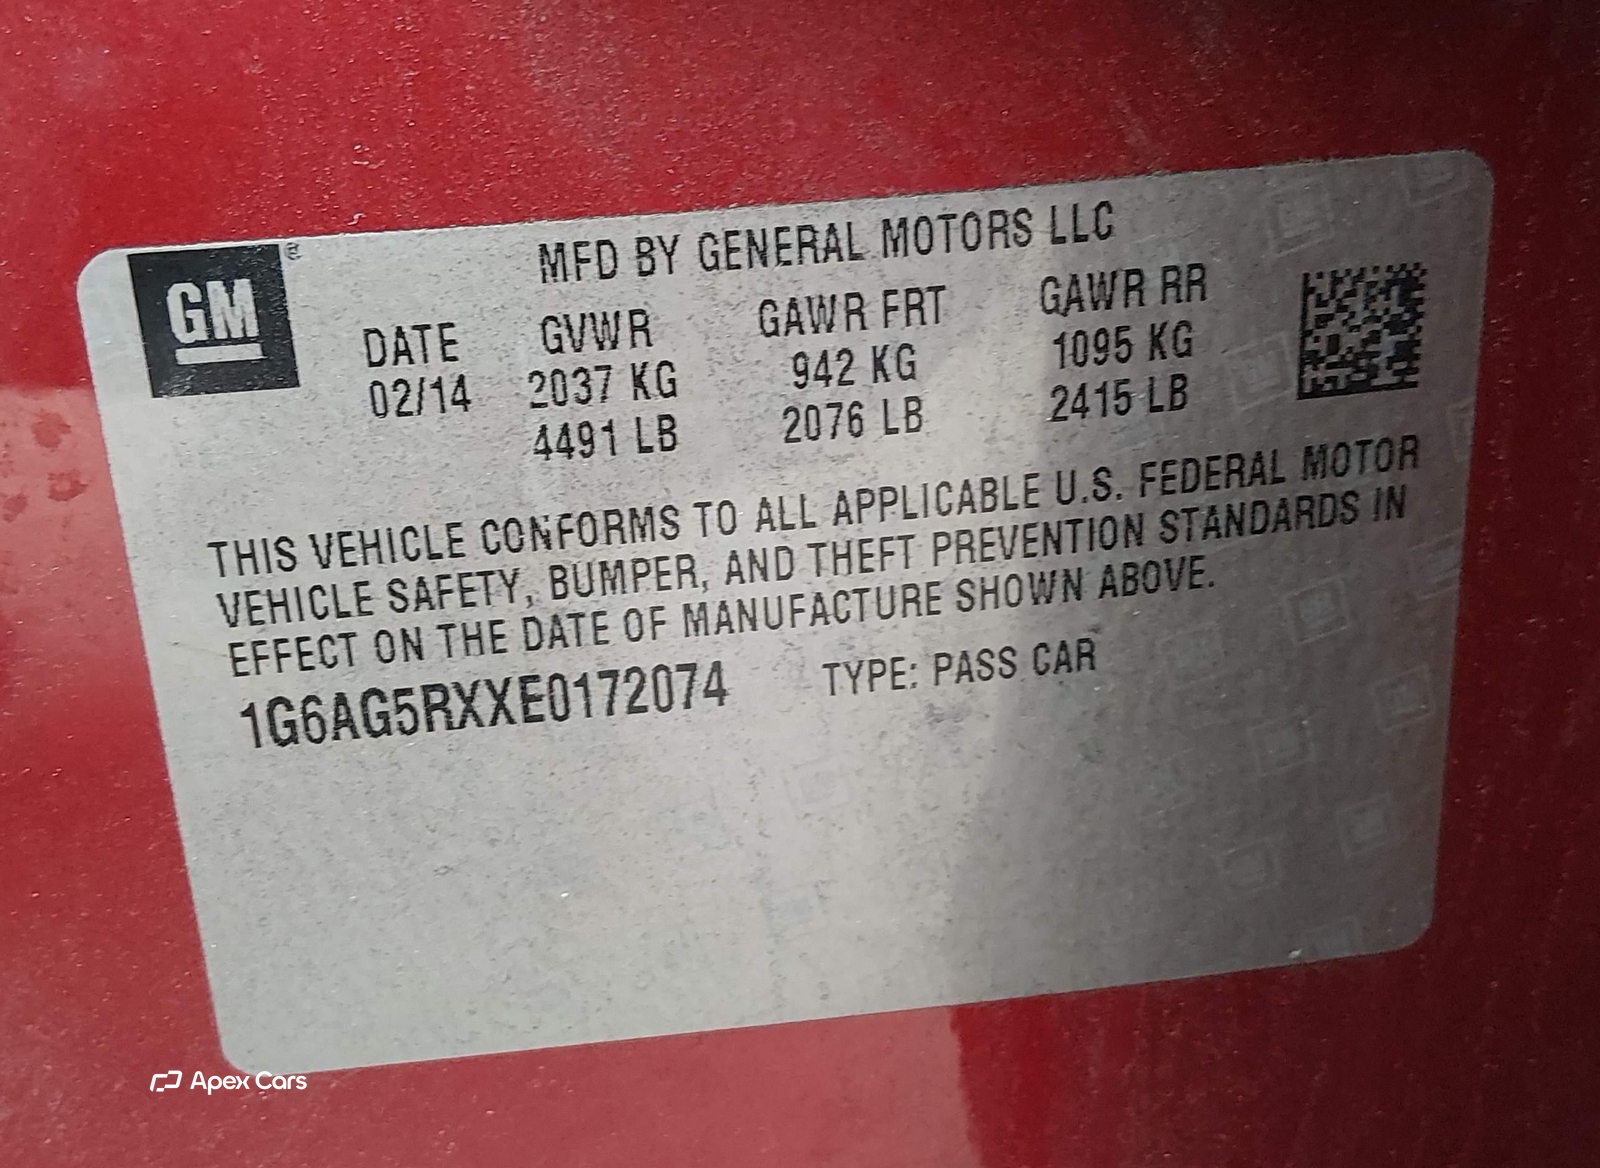 GM ®
MFD BY GENERAL MOTORS LLC
DATE GVWR GAWR FRT GAWR RR
02/14 2037 KG 942 KG 1095 KG
4491 LB 2076 LB 2415 LB
THIS VEHICLE CONFORMS TO ALL APPLICABLE U.S. FEDERAL MOTOR
VEHICLE SAFETY, BUMPER, AND THEFT PREVENTION STANDARDS IN
EFFECT ON THE DATE OF MANUFACTURE SHOWN ABOVE.
1G6AG5RXXE0172074 TYPE: PASS CAR
Apex Cars